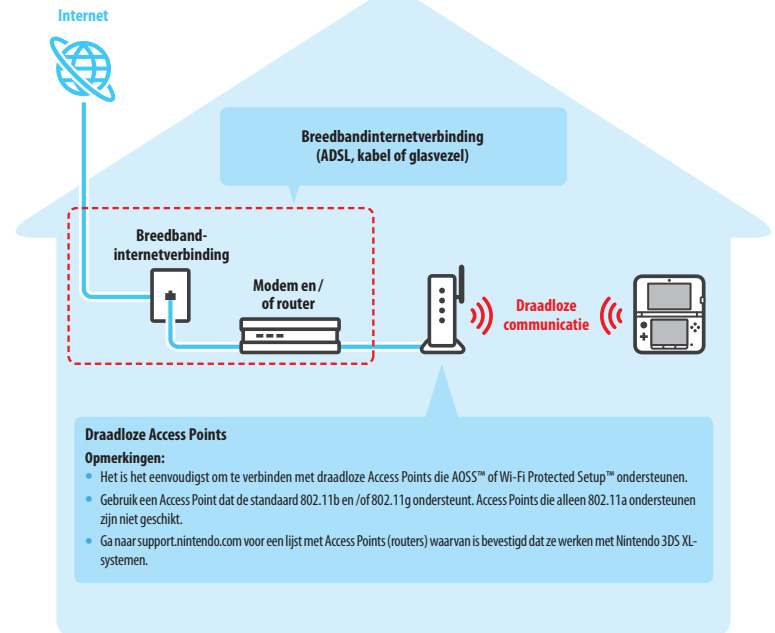 Internet
Breedbandinternetverbinding
(ADSL, kabel of glasvezel)
Breedband-
internetverbinding
Modem en /
of router
Draadloze
communicatie
Draadloze Access Points
Opmerkingen:
• Het is het eenvoudigst om te verbinden met draadloze Access Points die AOSS™ of Wi-Fi Protected Setup™ ondersteunen.
• Gebruik een Access Point dat de standaard 802.11b en /of 802.11g ondersteunt. Access Points die alleen 802.11a ondersteunen
zijn niet geschikt.
• Ga naar support.nintendo.com voor een lijst met Access Points (routers) waarvan is bevestigd dat ze werken met Nintendo 3DS XL-
systemen.